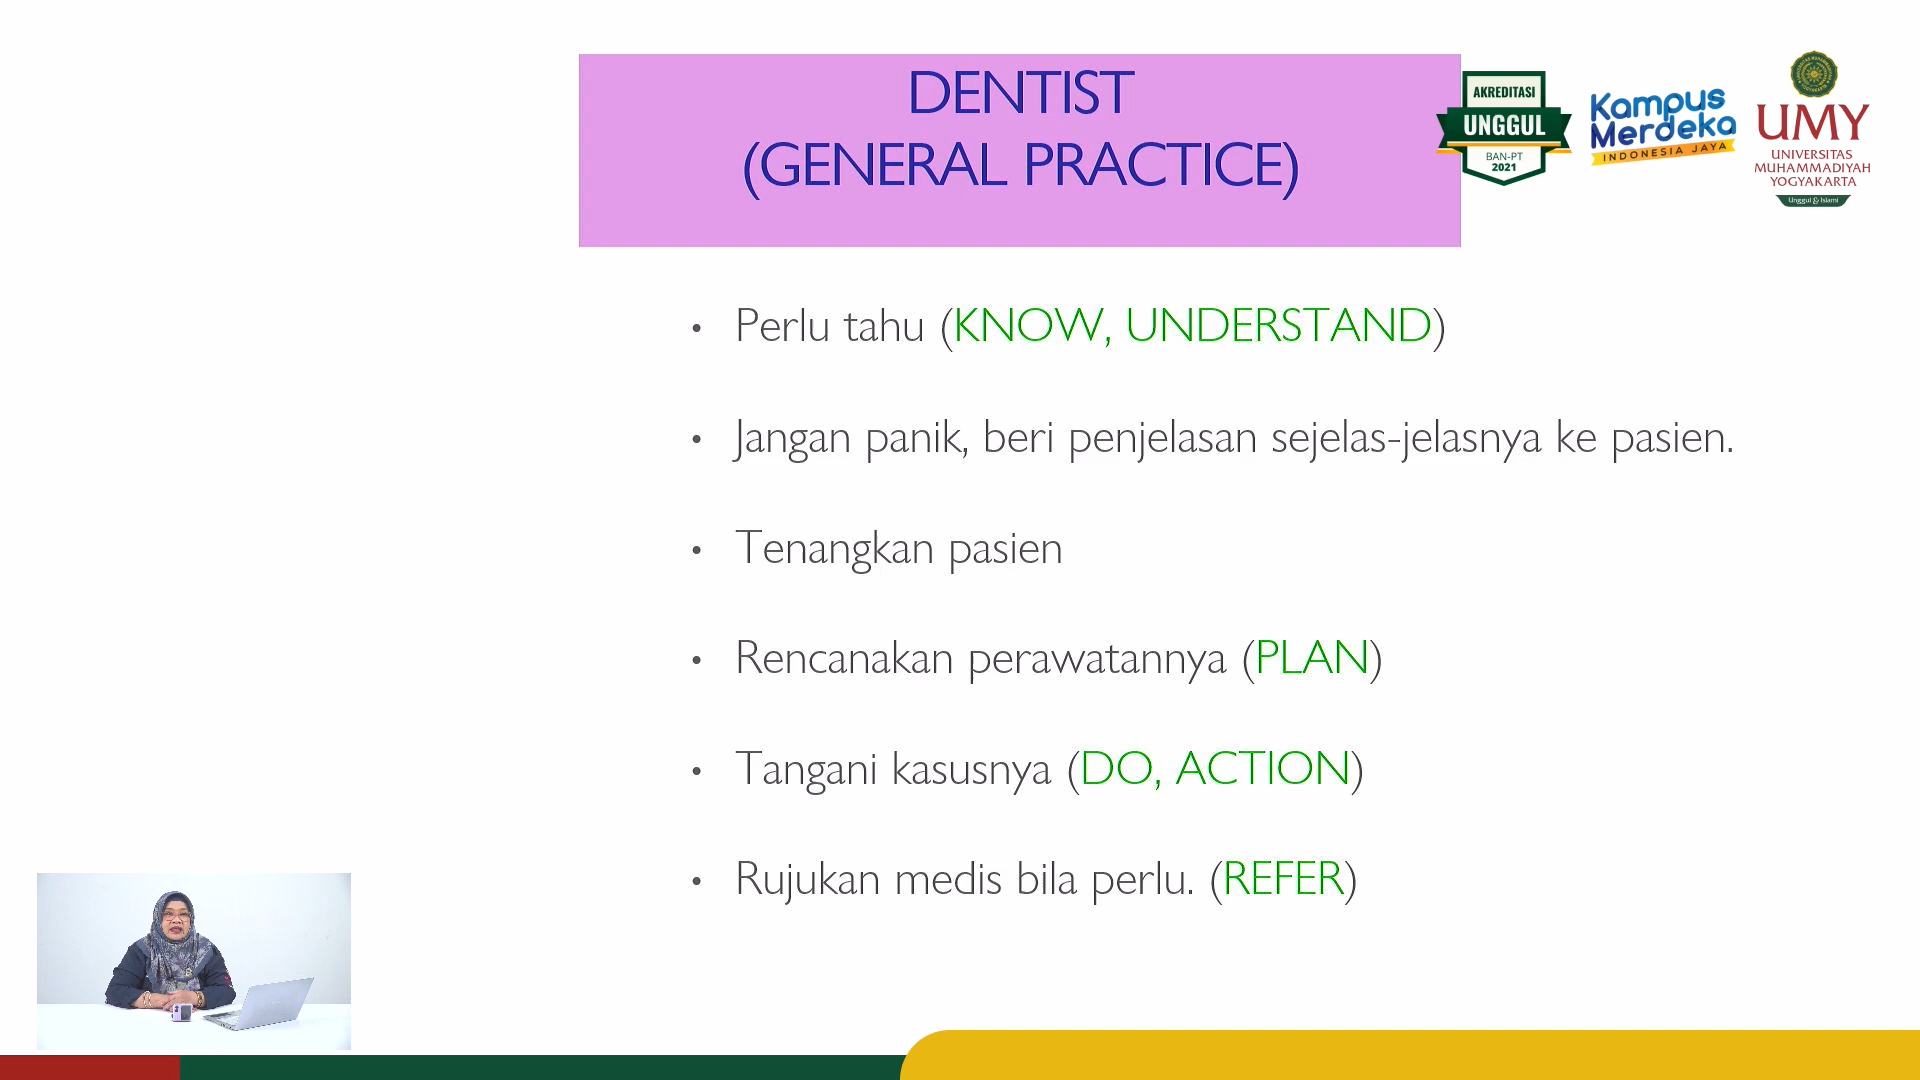 DENTIST
(GENERAL PRACTICE)
AKREDITASI
UNGGUL
BAN-PT
2021
Kampus
Merdeka
INDONESIA JAYA
UMY
UNIVERSITAS
MUHAMMADIYAH
YOGYAKARTA
Unggul & Islami
• Perlu tahu (KNOW, UNDERSTAND)
• Jangan panik, beri penjelasan sejelas-jelasnya ke pasien.
• Tenangkan pasien
• Rencanakan perawatannya (PLAN)
• Tangani kasusnya (DO, ACTION)
• Rujukan medis bila perlu. (REFER)